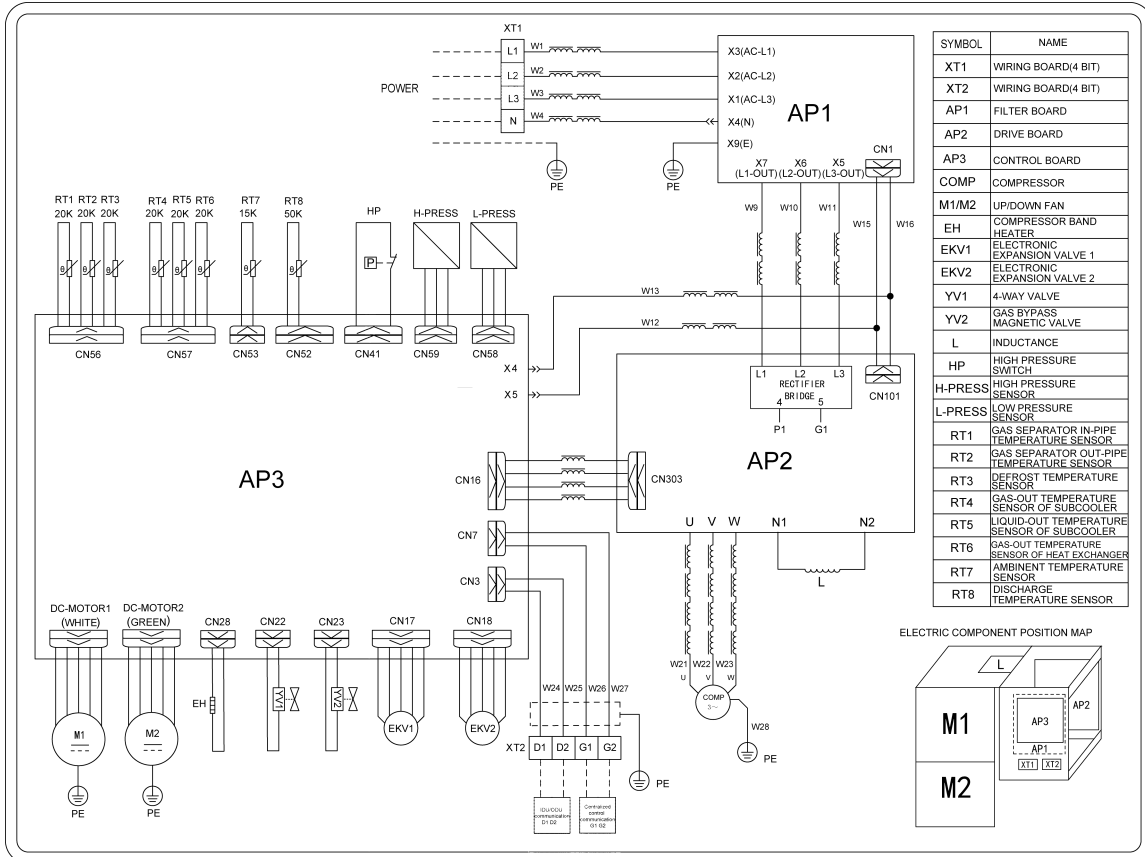 XT1
POWER
L1
W1
L2
W2
L3
W3
N
W4
PE
PE
X3(AC-L1)
X2(AC-L2)
X1(AC-L3)
X4(N)
X9(E)
AP1
CN1
X7
(L1-OUT)
X6
(L2-OUT)
X5
(L3-OUT)
W9
W10
W11
W15
W16
RT1
20K
RT2
20K
RT3
20K
RT4
20K
RT5
20K
RT6
20K
RT7
15K
RT8
50K
HP
H-PRESS
L-PRESS
θ
θ
θ
θ
θ
θ
θ
θ
P
W13
W12
CN56
CN57
CN53
CN52
CN41
CN59
CN58
X4
X5
L1
L2
L3
RECTIFIER
BRIDGE
4
5
P1
G1
CN101
AP3
AP2
CN16
CN303
CN7
CN3
U
V
W
N1
N2
L
DC-MOTOR1
(WHITE)
DC-MOTOR2
(GREEN)
CN28
CN22
CN23
CN17
CN18
M1
M2
EH
YV1
YV2
EKV1
EKV2
PE
PE
W24
W25
W26
W27
XT2
D1
D2
G1
G2
PE
IDU/ODU
communication
D1 D2
Centralized
control
communication
G1 G2
W21
W22
W23
U
V
W
COMP
3~
W28
PE
SYMBOL NAME
XT1 WIRING BOARD(4 BIT)
XT2 WIRING BOARD(4 BIT)
AP1 FILTER BOARD
AP2 DRIVE BOARD
AP3 CONTROL BOARD
COMP COMPRESSOR
M1/M2 UP/DOWN FAN
EH COMPRESSOR BAND
HEATER
EKV1 ELECTRONIC
EXPANSION VALVE 1
EKV2 ELECTRONIC
EXPANSION VALVE 2
YV1 4-WAY VALVE
YV2 GAS BYPASS
MAGNETIC VALVE
L INDUCTANCE
HP HIGH PRESSURE
SWITCH
H-PRESS HIGH PRESSURE
SENSOR
L-PRESS LOW PRESSURE
SENSOR
RT1 GAS SEPARATOR IN-PIPE
TEMPERATURE SENSOR
RT2 GAS SEPARATOR OUT-PIPE
TEMPERATURE SENSOR
RT3 DEFROST TEMPERATURE
SENSOR
RT4 GAS-OUT TEMPERATURE
SENSOR OF SUBCOOLER
RT5 LIQUID-OUT TEMPERATURE
SENSOR OF SUBCOOLER
RT6 GAS-OUT TEMPERATURE
SENSOR OF HEAT EXCHANGER
RT7 AMBINENT TEMPERATURE
SENSOR
RT8 DISCHARGE
TEMPERATURE SENSOR
ELECTRIC COMPONENT POSITION MAP
L
M1
M2
AP3
AP2
AP1
XT1
XT2